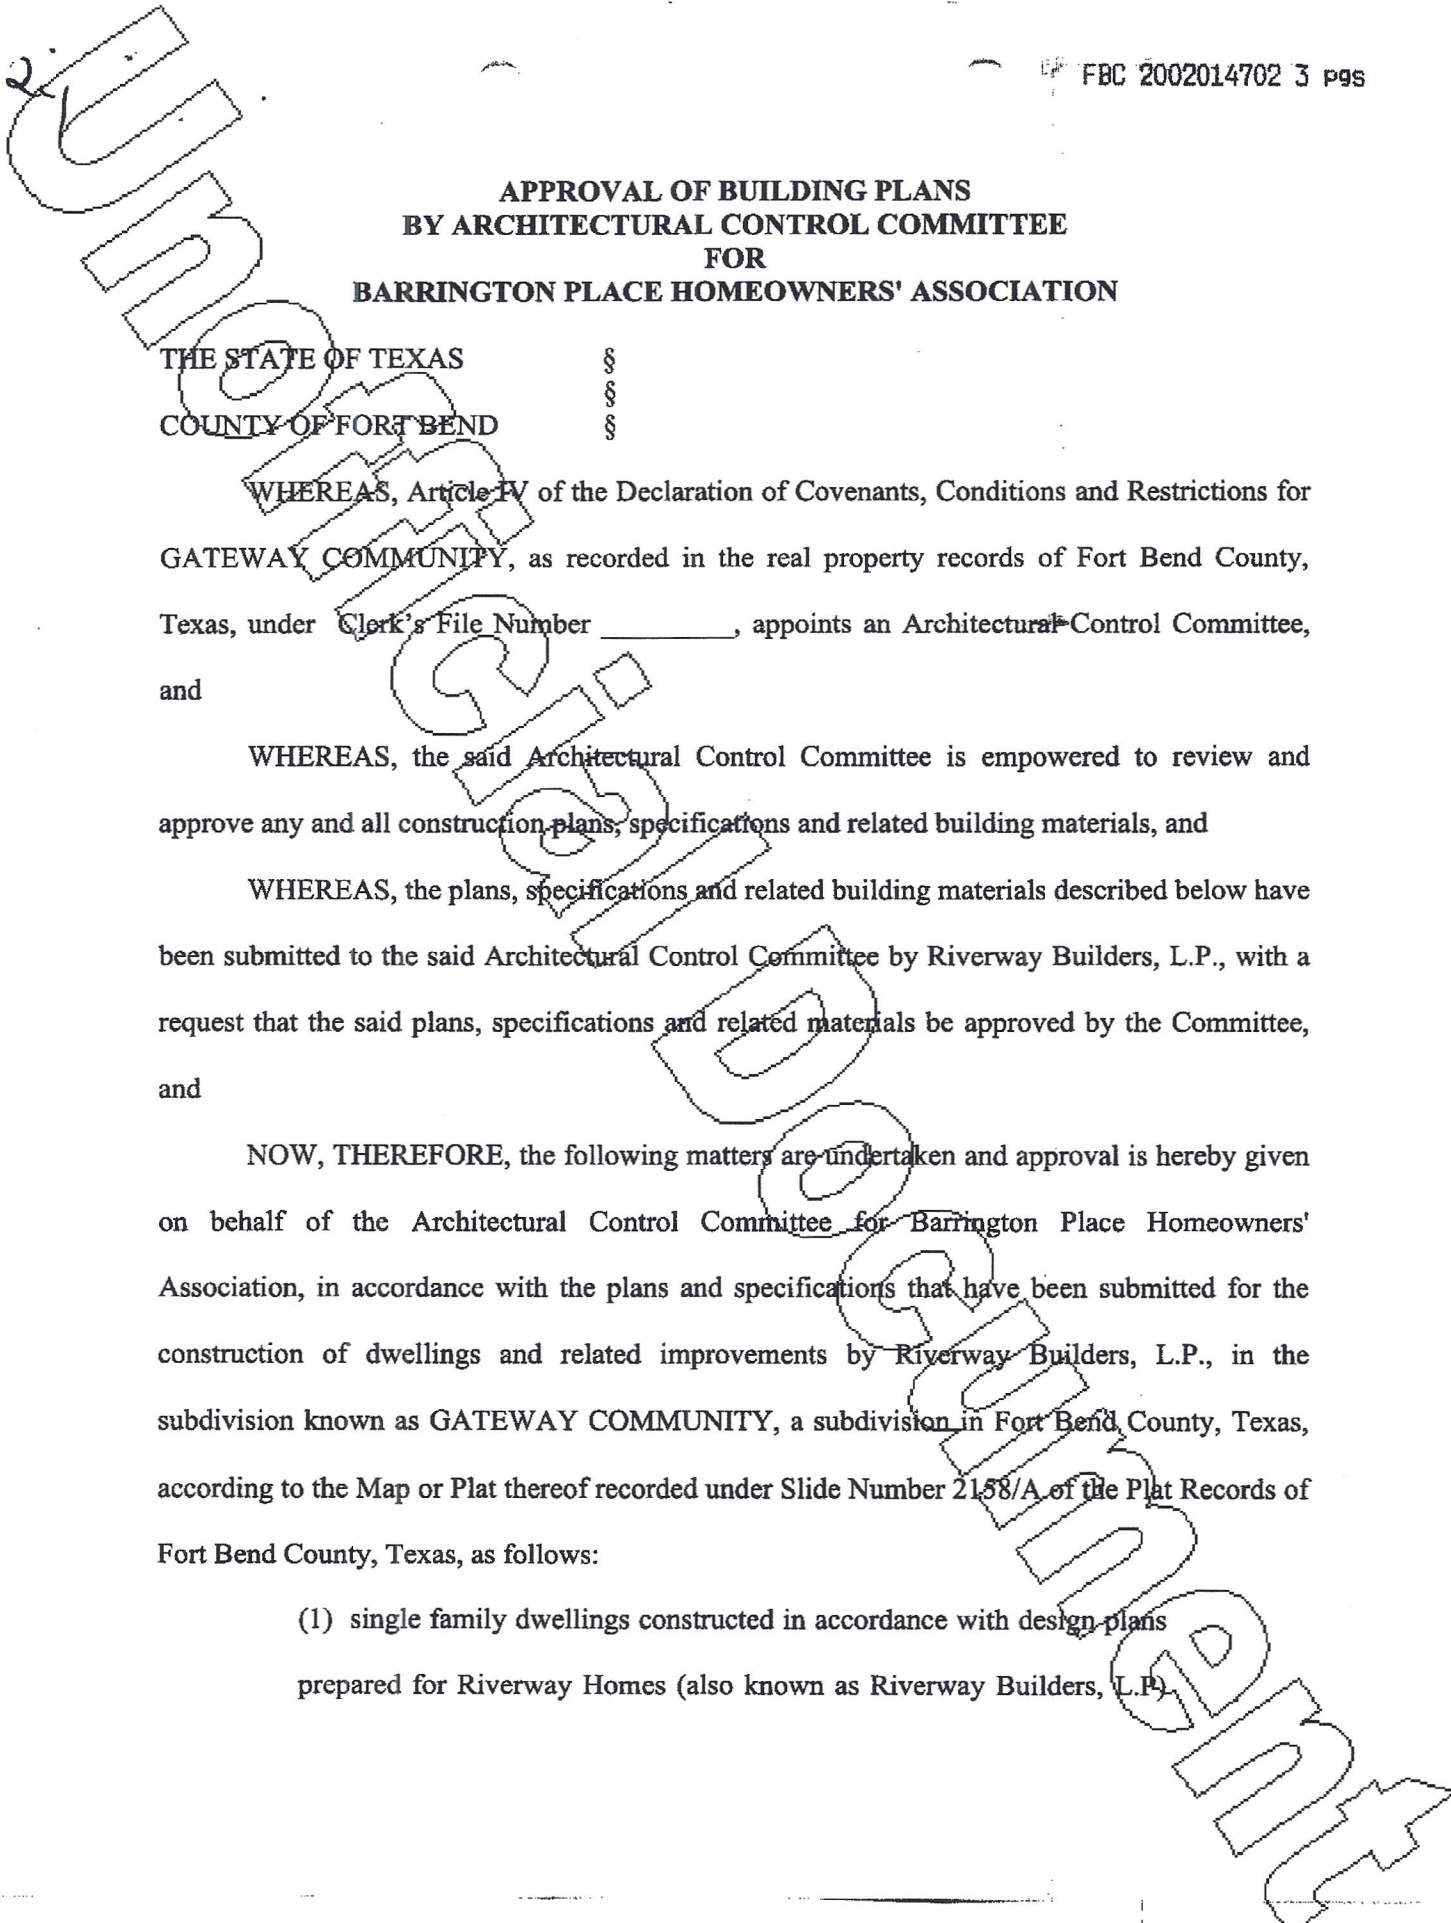 2
FBC 2002014702 3 pgs
APPROVAL OF BUILDING PLANS
BY ARCHITECTURAL CONTROL COMMITTEE
FOR
BARRINGTON PLACE HOMEOWNERS' ASSOCIATION
THE STATE OF TEXAS §
§
COUNTY OF FORT BEND §
WHEREAS, Article IV of the Declaration of Covenants, Conditions and Restrictions for
GATEWAY COMMUNITY, as recorded in the real property records of Fort Bend County,
Texas, under Clerk's File Number _________, appoints an Architectural Control Committee,
and
WHEREAS, the said Architectural Control Committee is empowered to review and
approve any and all construction plans, specifications and related building materials, and
WHEREAS, the plans, specifications and related building materials described below have
been submitted to the said Architectural Control Committee by Riverway Builders, L.P., with a
request that the said plans, specifications and related materials be approved by the Committee,
and
NOW, THEREFORE, the following matters are undertaken and approval is hereby given
on behalf of the Architectural Control Committee for Barrington Place Homeowners'
Association, in accordance with the plans and specifications that have been submitted for the
construction of dwellings and related improvements by Riverway Builders, L.P., in the
subdivision known as GATEWAY COMMUNITY, a subdivision in Fort Bend County, Texas,
according to the Map or Plat thereof recorded under Slide Number 2158/A of the Plat Records of
Fort Bend County, Texas, as follows:
(1) single family dwellings constructed in accordance with design plans
prepared for Riverway Homes (also known as Riverway Builders, L.P)
Unofficial Document